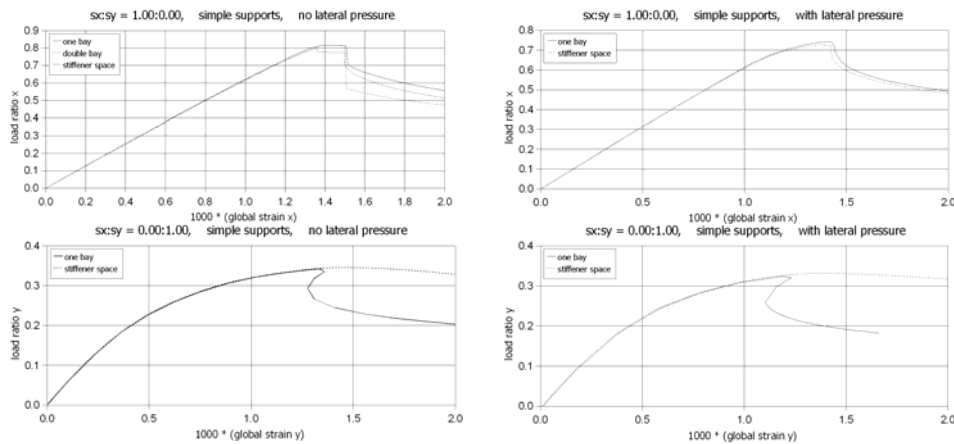 sx:sy = 1.00:0.00, simple supports, no lateral pressure
0.9
0.8
0.7
0.6
0.5
0.4
0.3
0.2
0.1
0.0
load ratio x
one bay
double bay
stiffener space
0.0 0.2 0.4 0.6 0.8 1.0 1.2 1.4 1.6 1.8 2.0
1000 * (global strain x)
sx:sy = 1.00:0.00, simple supports, with lateral pressure
0.8
0.7
0.6
0.5
0.4
0.3
0.2
0.1
0.0
load ratio x
one bay
stiffener space
0.0 0.5 1.0 1.5 2.0
1000 * (global strain x)
sx:sy = 0.00:1.00, simple supports, no lateral pressure
0.4
0.3
0.2
0.1
0.0
load ratio y
one bay
stiffener space
0.0 0.5 1.0 1.5 2.0
1000 * (global strain y)
sx:sy = 0.00:1.00, simple supports, with lateral pressure
0.4
0.3
0.2
0.1
0.0
load ratio y
one bay
stiffener space
0.0 0.5 1.0 1.5 2.0
1000 * (global strain y)